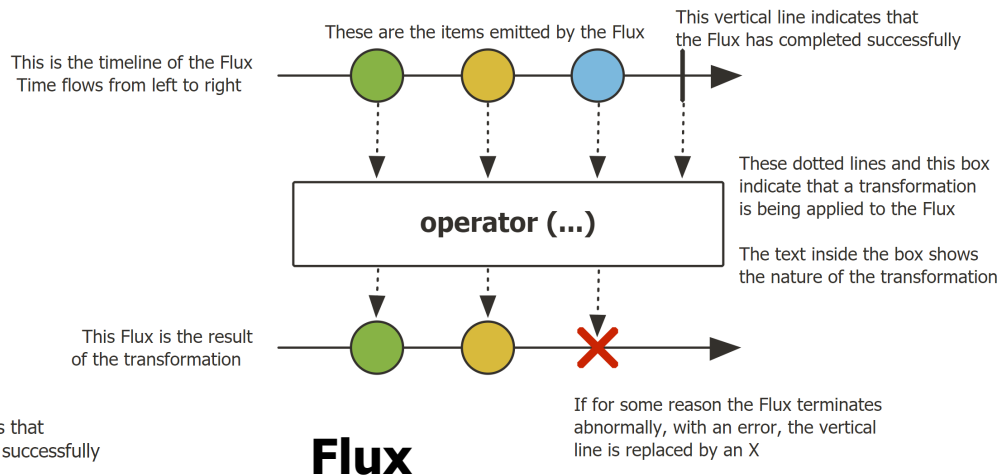 This is the timeline of the Flux
Time flows from left to right
These are the items emitted by the Flux
This vertical line indicates that
the Flux has completed successfully
These dotted lines and this box
indicate that a transformation
is being applied to the Flux
operator (...)
The text inside the box shows
the nature of the transformation
This Flux is the result
of the transformation
If for some reason the Flux terminates
abnormally, with an error, the vertical
line is replaced by an X
s that
successfully
Flux